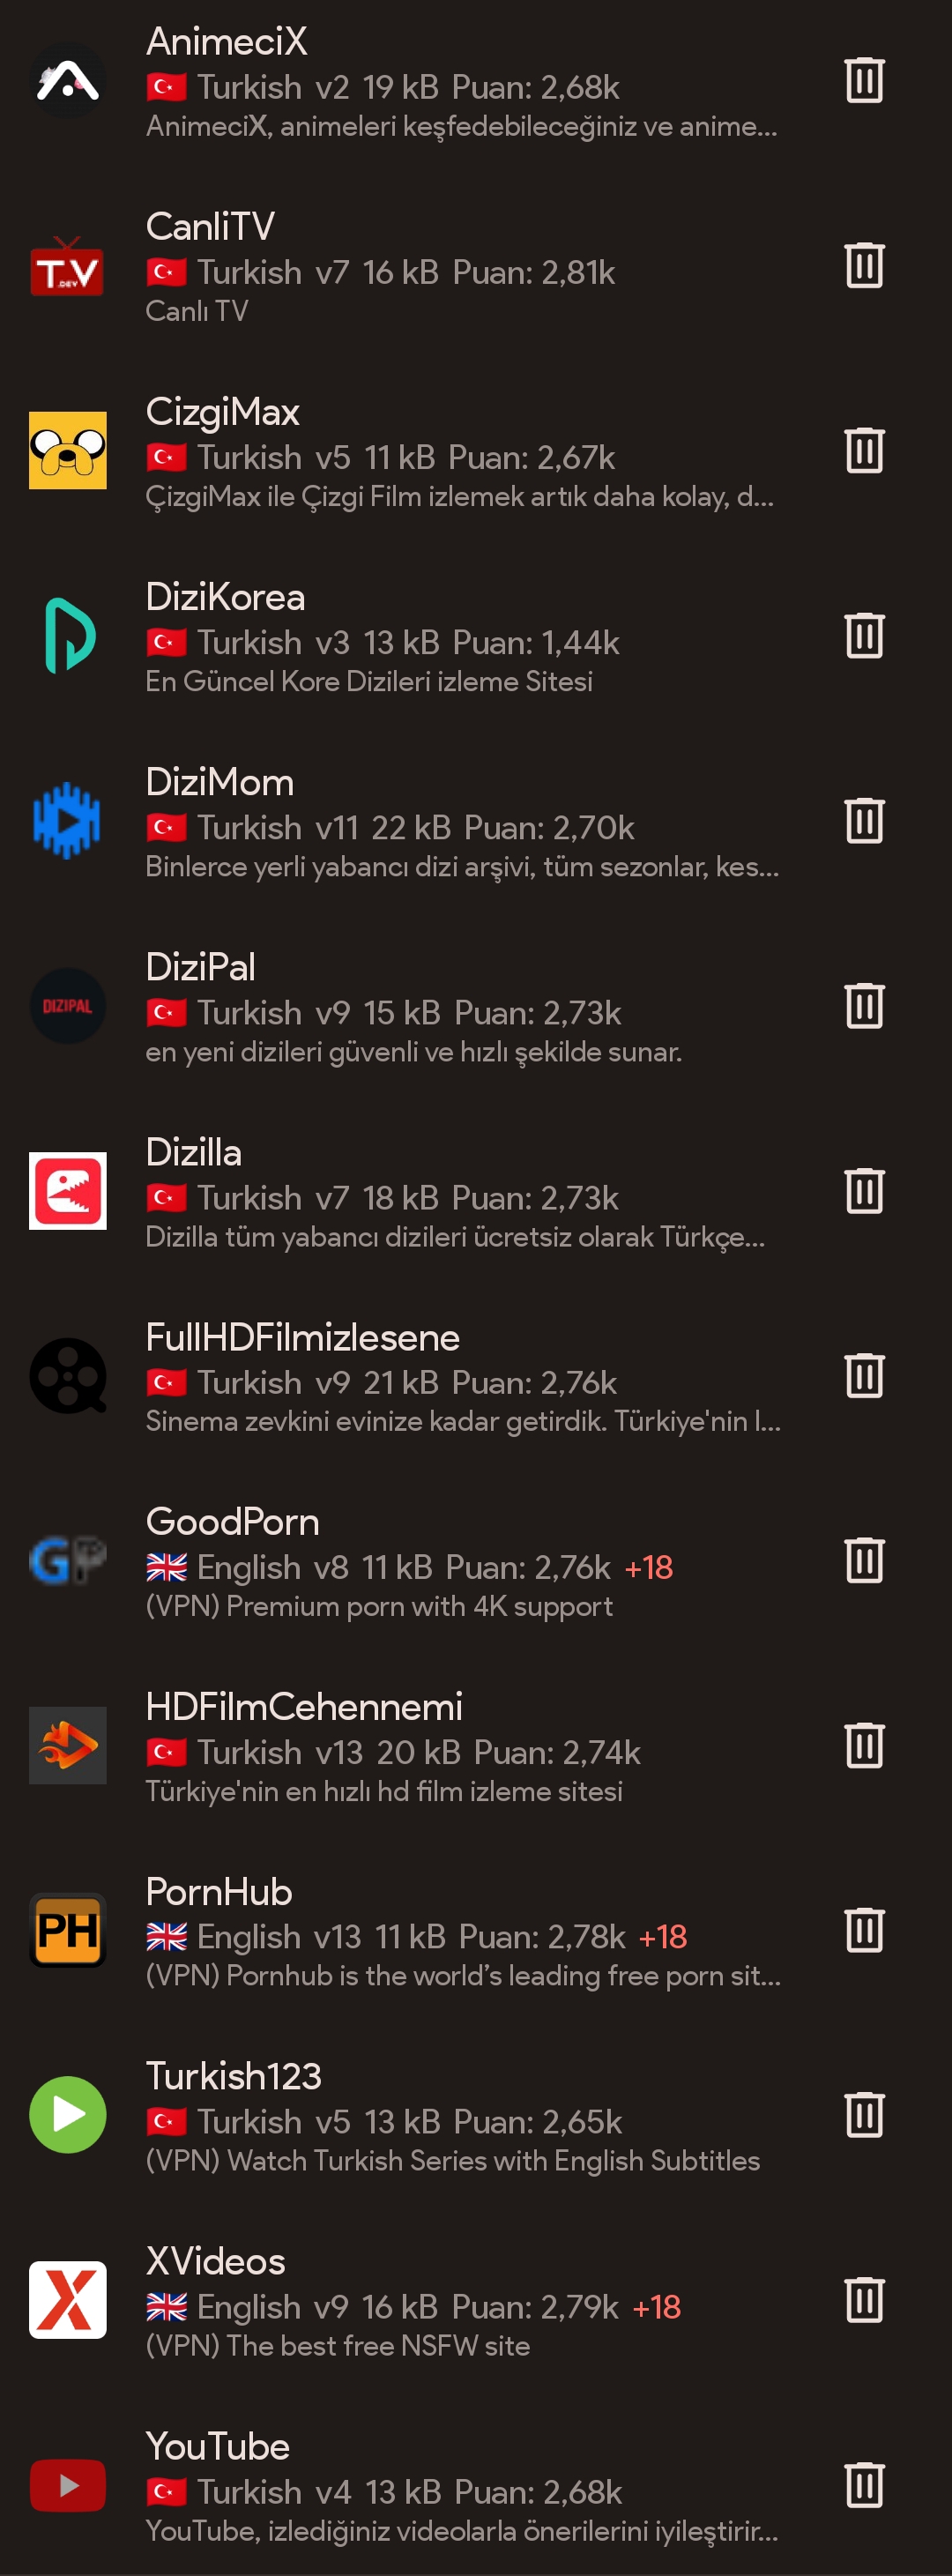 AnimeciX
Turkish v2 19 kB Puan: 2,68k
AnimeciX, animeleri keşfedebileceğiniz ve anime...
T.V
.DEV
CanliTV
Turkish v7 16 kB Puan: 2,81k
Canlı TV
CizgiMax
Turkish v5 11 kB Puan: 2,67k
ÇizgiMax ile Çizgi Film izlemek artık daha kolay, d...
DiziKorea
Turkish v3 13 kB Puan: 1,44k
En Güncel Kore Dizileri izleme Sitesi
DiziMom
Turkish v11 22 kB Puan: 2,70k
Binlerce yerli yabancı dizi arşivi, tüm sezonlar, kes...
DIZIPAL
DiziPal
Turkish v9 15 kB Puan: 2,73k
en yeni dizileri güvenli ve hızlı şekilde sunar.
Dizilla
Turkish v7 18 kB Puan: 2,73k
Dizilla tüm yabancı dizileri ücretsiz olarak Türkçe...
FullHDFilmizlesene
Turkish v9 21 kB Puan: 2,76k
Sinema zevkini evinize kadar getirdik. Türkiye'nin l...
GP
GoodPorn
English v8 11 kB Puan: 2,76k +18
(VPN) Premium porn with 4K support
HDFilmCehennemi
Turkish v13 20 kB Puan: 2,74k
Türkiye'nin en hızlı hd film izleme sitesi
PH
PornHub
English v13 11 kB Puan: 2,78k +18
(VPN) Pornhub is the world’s leading free porn sit...
Turkish123
Turkish v5 13 kB Puan: 2,65k
(VPN) Watch Turkish Series with English Subtitles
X
XVideos
English v9 16 kB Puan: 2,79k +18
(VPN) The best free NSFW site
YouTube
Turkish v4 13 kB Puan: 2,68k
YouTube, izlediğiniz videolarla önerilerini iyileştirir...